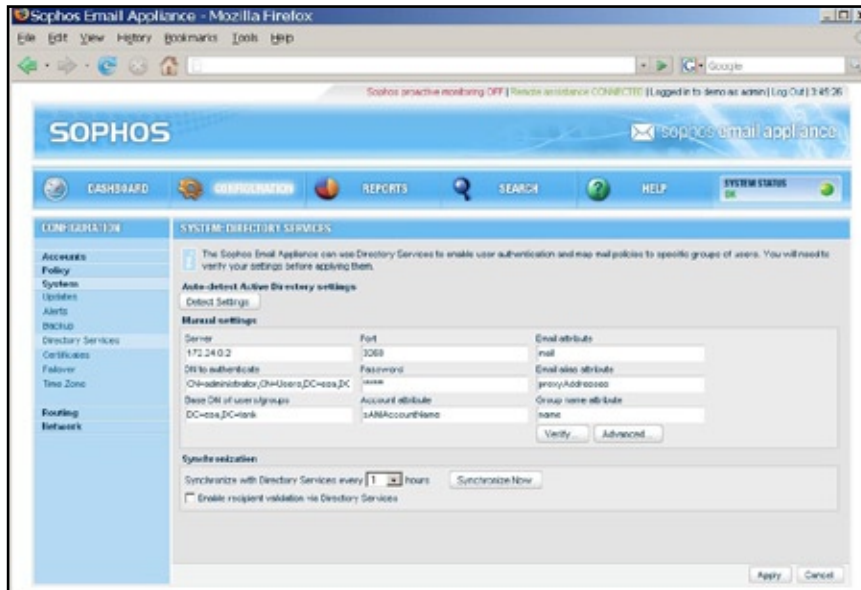 Sophos Email Appliance - Mozilla Firefox
File Edit View History Bookmarks Tools Help
G Google
Sophos proactive monitoring OFF | Remote assistance CONNECTED | Logged in to demo as admin | Log Out | 3:45:26
SOPHOS
sophos email appliance
DASHBOARD CONFIGURATION REPORTS SEARCH HELP SYSTEM STATUS
OK
CONFIGURATION
Accounts
Policy
System
Updates
Alerts
Backup
Directory Services
Certificates
Failover
Time Zone
Routing
Network
SYSTEM: DIRECTORY SERVICES
The Sophos Email Appliance can use Directory Services to enable user authentication and map mail policies to specific groups of users. You will need to
verify your settings before applying them.
Auto-detect Active Directory settings
Detect Settings
Manual settings
Server Port Email attribute
172.24.0.2 3268 mail
DN to authenticate Password Email alias attribute
CN=administrator,CN=Users,DC=esa,DC ****** proxyAddresses
Base DN of users/groups Account attribute Group name attribute
DC=esa,DC=tank sAMAccountName name
Verify... Advanced...
Synchronization
Synchronize with Directory Services every 1 hours Synchronize Now
Enable recipient validation via Directory Services
Apply Cancel